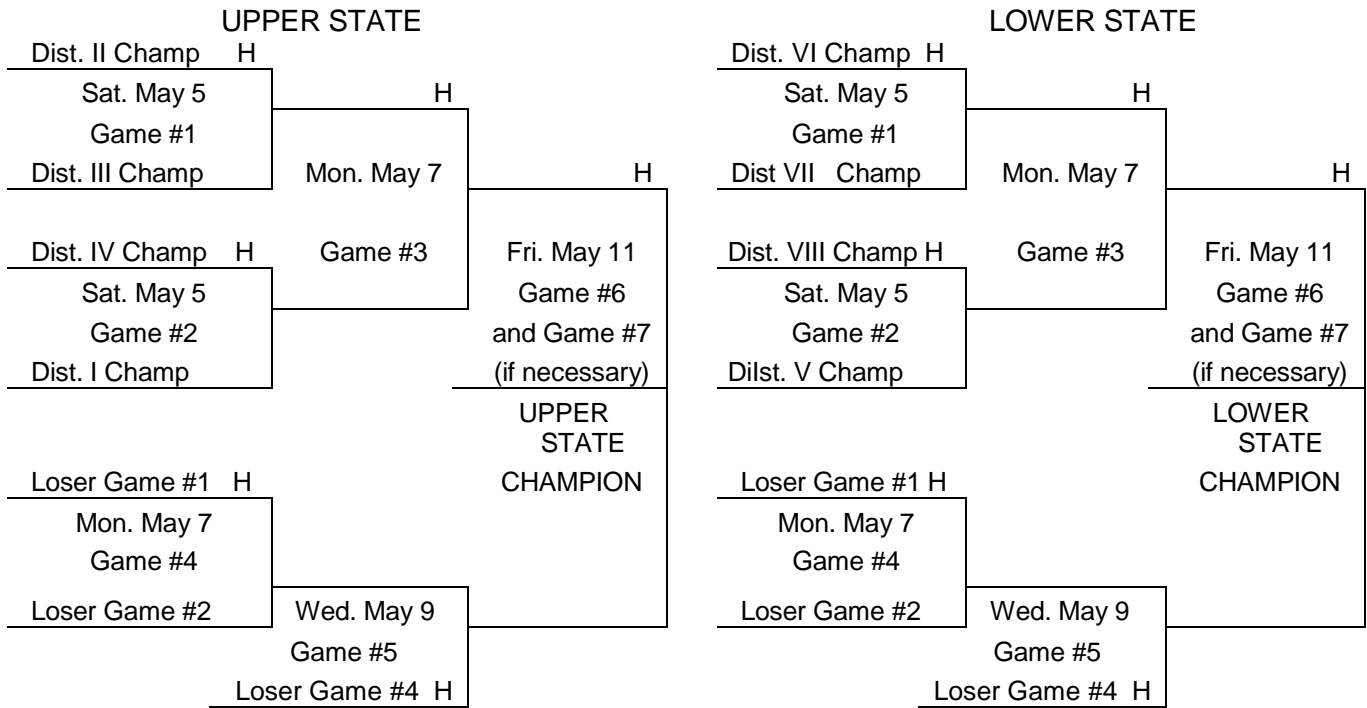 UPPER STATE
Dist. II Champ H
Sat. May 5
Game #1
Dist. III Champ
H
Mon. May 7
Game #3
Dist. IV Champ H
Sat. May 5
Game #2
Dist. I Champ
H
Fri. May 11
Game #6
and Game #7
(if necessary)
UPPER
STATE
CHAMPION
Loser Game #1 H
Mon. May 7
Game #4
Loser Game #2
Wed. May 9
Game #5
Loser Game #4 H
LOWER STATE
Dist. VI Champ H
Sat. May 5
Game #1
Dist VII Champ
H
Mon. May 7
Game #3
Dist. VIII Champ H
Sat. May 5
Game #2
DiIst. V Champ
H
Fri. May 11
Game #6
and Game #7
(if necessary)
LOWER
STATE
CHAMPION
Loser Game #1 H
Mon. May 7
Game #4
Loser Game #2
Wed. May 9
Game #5
Loser Game #4 H